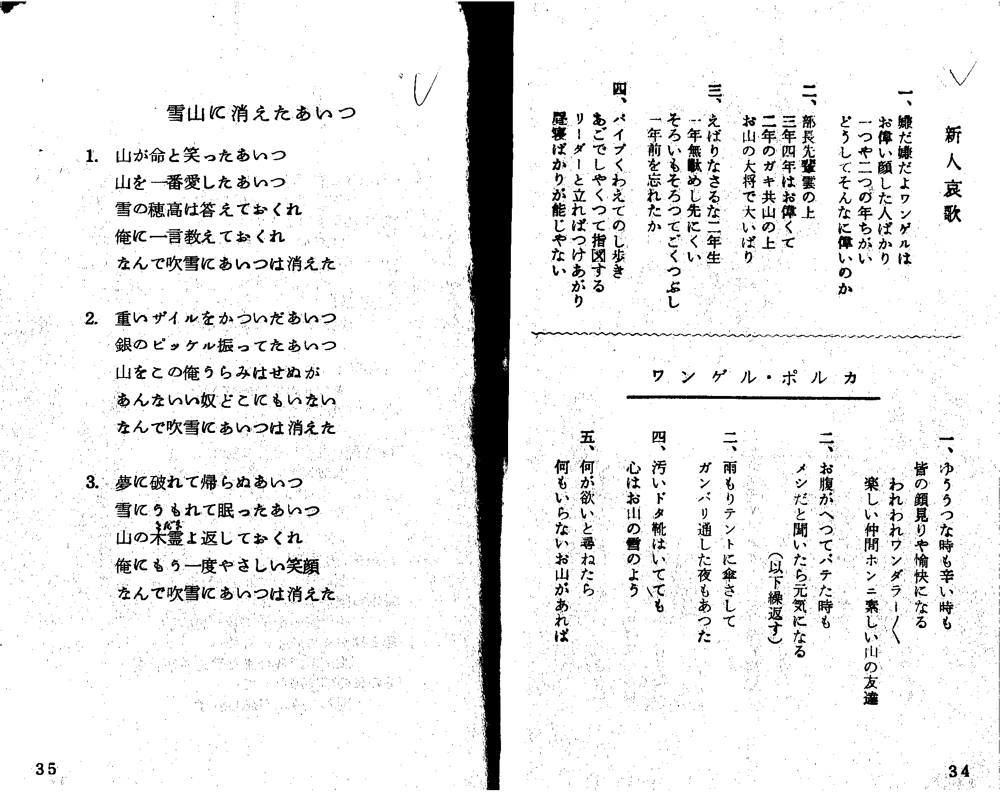 新人哀歌
一、嫌だ嫌だよワンゲルは
お偉い顔した人ばかり
一つや二つの年ちがい
どうしてそんなに偉いのか
二、部長先輩雲の上
三年四年はお偉くて
二年のガキ共山の上
お山の大将で大いばり
三、えばりなさるな二年生
一年無駄めし先にくい
そろいもそろつてごくつぶし
一年前を忘れたか
四、パイプくわえてのし歩き
あごでしやくつて指図する
リーダーと立ればつけあがり
昼寝ばかりが能じやない
ワンゲル・ポルカ
一、ゆううつな時も辛い時も
皆の顔見りや愉快になる
われわれワンダラー〳〵
楽しい仲間ホンニ楽しい山の友達
二、お腹がへつてバテた時も
メシだと聞いたら元気になる
(以下繰返す)
二、雨もりテントに傘さして
ガンバリ通した夜もあつた
四、汚いドタ靴はいてても
心はお山の雪のよう
五、何が欲いと尋ねたら
何もいらないお山があれば
34
雪山に消えたあいつ
1. 山が命と笑ったあいつ
山を一番愛したあいつ
雪の穂高は答えておくれ
俺に一言教えておくれ
なんで吹雪にあいつは消えた
2. 重いザイルをかついだあいつ
銀のピッケル振ってたあいつ
山をこの俺うらみはせぬが
あんないい奴どこにもいない
なんで吹雪にあいつは消えた
3. 夢に破れて帰らぬあいつ
雪にうもれて眠ったあいつ
こだま
山の木霊よ返しておくれ
俺にもう一度やさしい笑顔
なんで吹雪にあいつは消えた
35